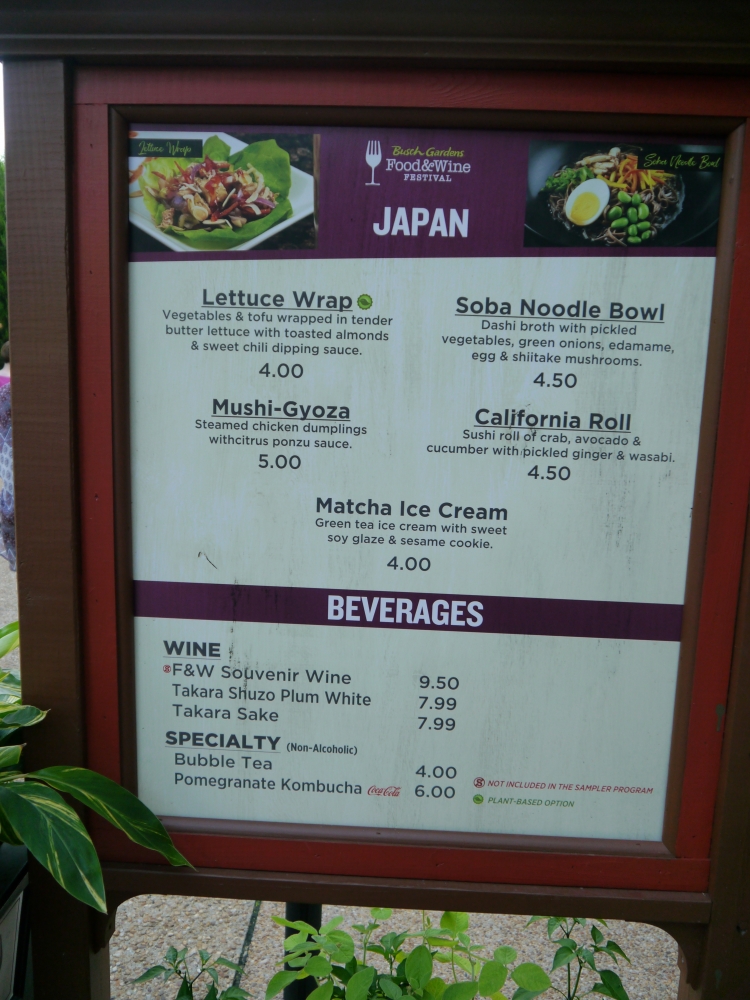 Lettuce Wraps
Busch Gardens
Food&Wine
FESTIVAL
Soba Noodle Bowl
JAPAN
Lettuce Wrap
Vegetables & tofu wrapped in tender
butter lettuce with toasted almonds
& sweet chili dipping sauce.
4.00
Soba Noodle Bowl
Dashi broth with pickled
vegetables, green onions, edamame,
egg & shiitake mushrooms.
4.50
Mushi-Gyoza
Steamed chicken dumplings
withcitrus ponzu sauce.
5.00
California Roll
Sushi roll of crab, avocado &
cucumber with pickled ginger & wasabi.
4.50
Matcha Ice Cream
Green tea ice cream with sweet
soy glaze & sesame cookie.
4.00
BEVERAGES
WINE
F&W Souvenir Wine 9.50
Takara Shuzo Plum White 7.99
Takara Sake 7.99
SPECIALTY (Non-Alcoholic)
Bubble Tea 4.00
Pomegranate Kombucha Coca-Cola 6.00
S NOT INCLUDED IN THE SAMPLER PROGRAM
PLANT-BASED OPTION